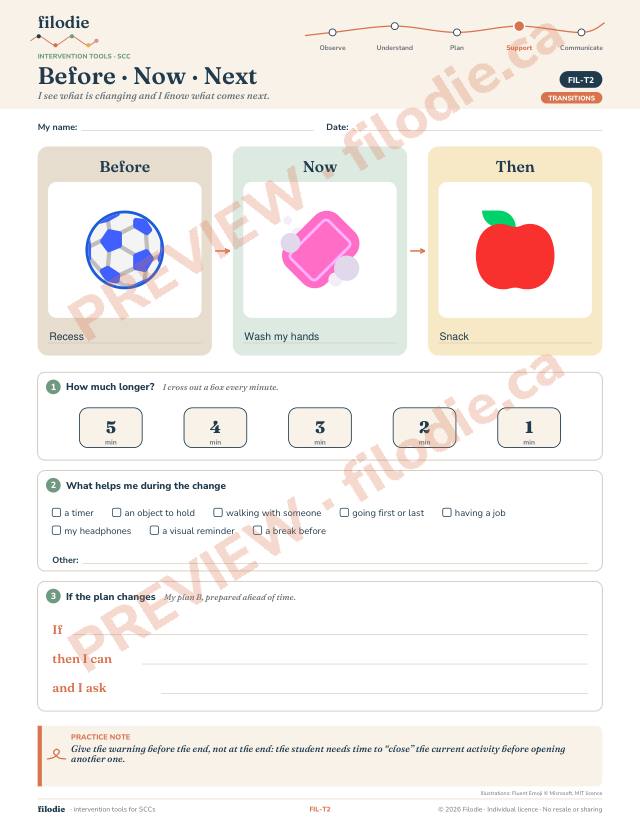 filodie
Observe
Understand
Plan
Support
Communicate
INTERVENTION TOOLS · SCC
Before · Now · Next
FIL-T2
I see what is changing and I know what comes next.
TRANSITIONS
My name:
Date:
Before
Now
Then
Recess
Wash my hands
Snack
1 How much longer? I cross out a box every minute.
5 min
4 min
3 min
2 min
1 min
2 What helps me during the change
a timer
an object to hold
walking with someone
going first or last
having a job
my headphones
a visual reminder
a break before
Other:
3 If the plan changes My plan B, prepared ahead of time.
If
then I can
and I ask
PRACTICE NOTE
Give the warning before the end, not at the end: the student needs time to “close” the current activity before opening
another one.
Illustrations: Fluent Emoji © Microsoft, MIT licence
filodie · intervention tools for SCCs
FIL-T2
© 2026 Filodie · Individual licence · No resale or sharing
PREVIEW · filodie.ca
PREVIEW · filodie.ca